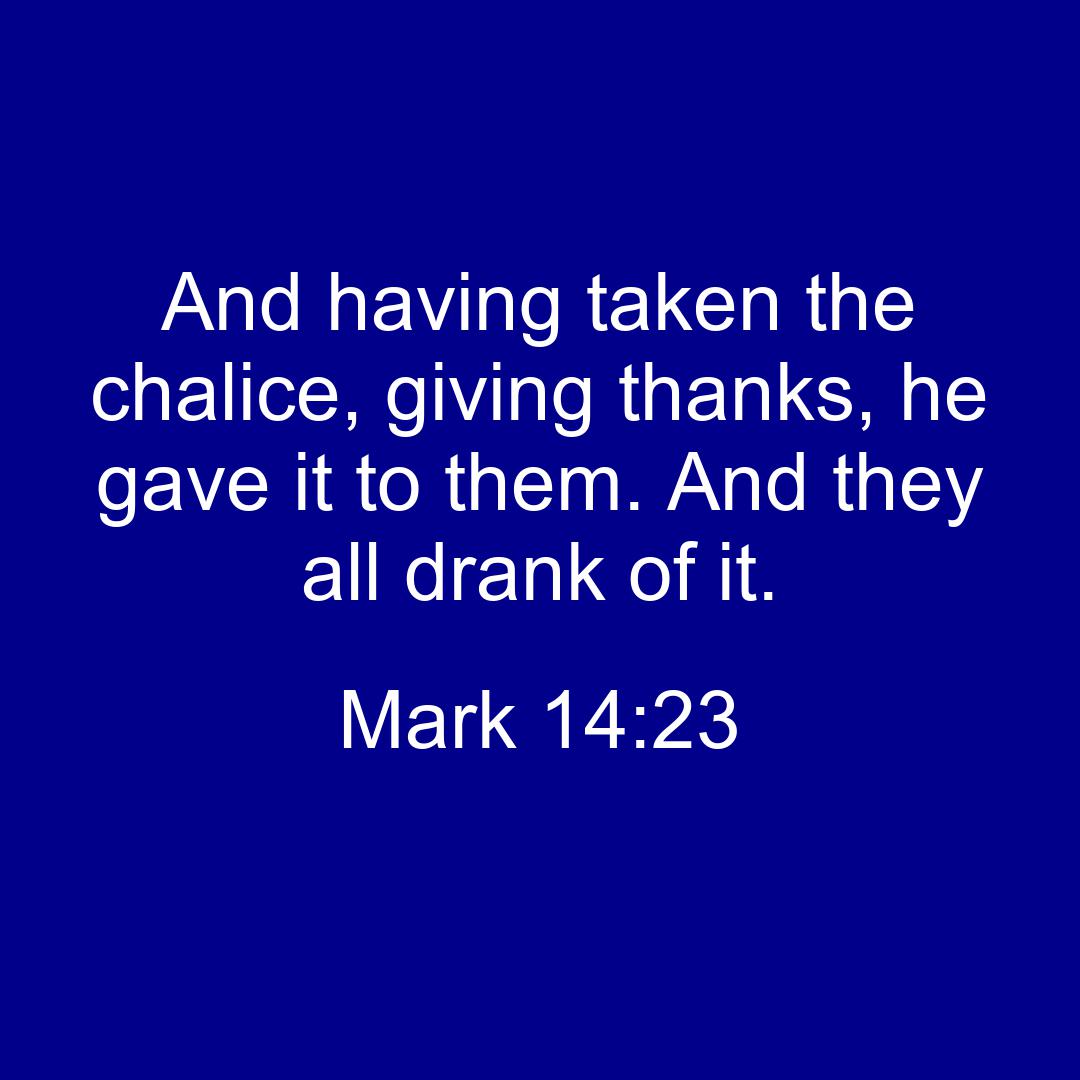 And having taken the
chalice, giving thanks, he
gave it to them. And they
all drank of it.
Mark 14:23